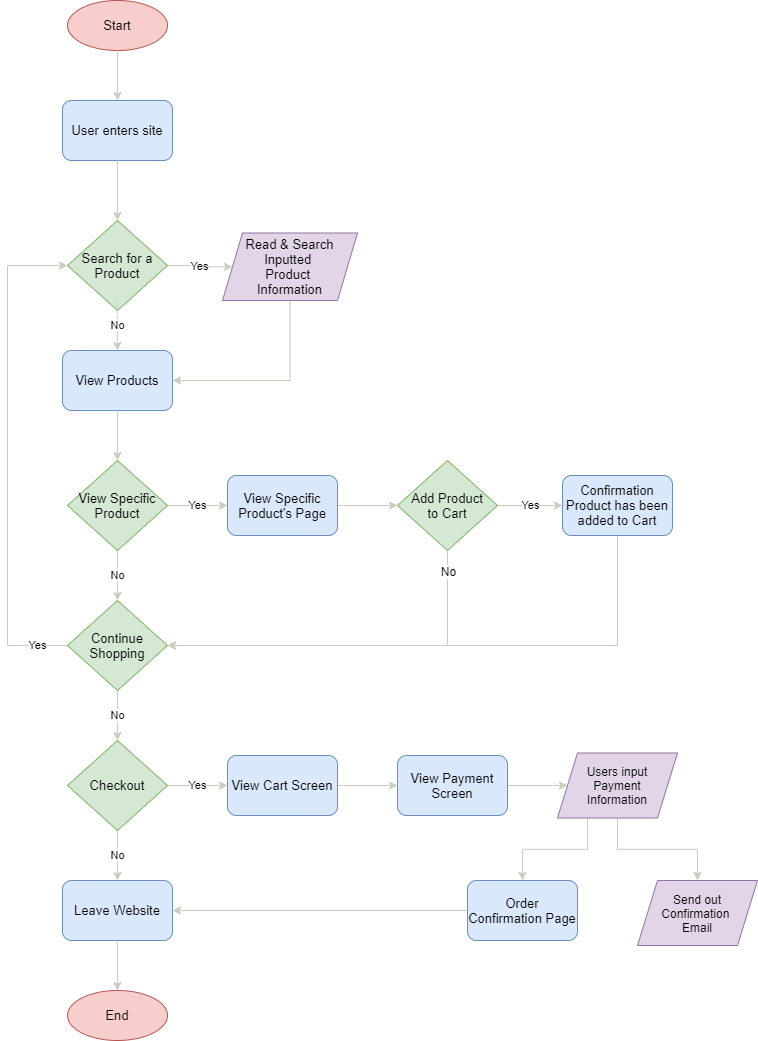 Start
User enters site
Search for a
Product
Yes
Read & Search
Inputted
Product
Information
No
View Products
View Specific
Product
Yes
View Specific
Product's Page
Add Product
to Cart
Yes
Confirmation
Product has been
added to Cart
No
No
Continue
Shopping
Yes
No
Checkout
Yes
View Cart Screen
View Payment
Screen
Users input
Payment
Information
No
Leave Website
Order
Confirmation Page
Send out
Confirmation
Email
End